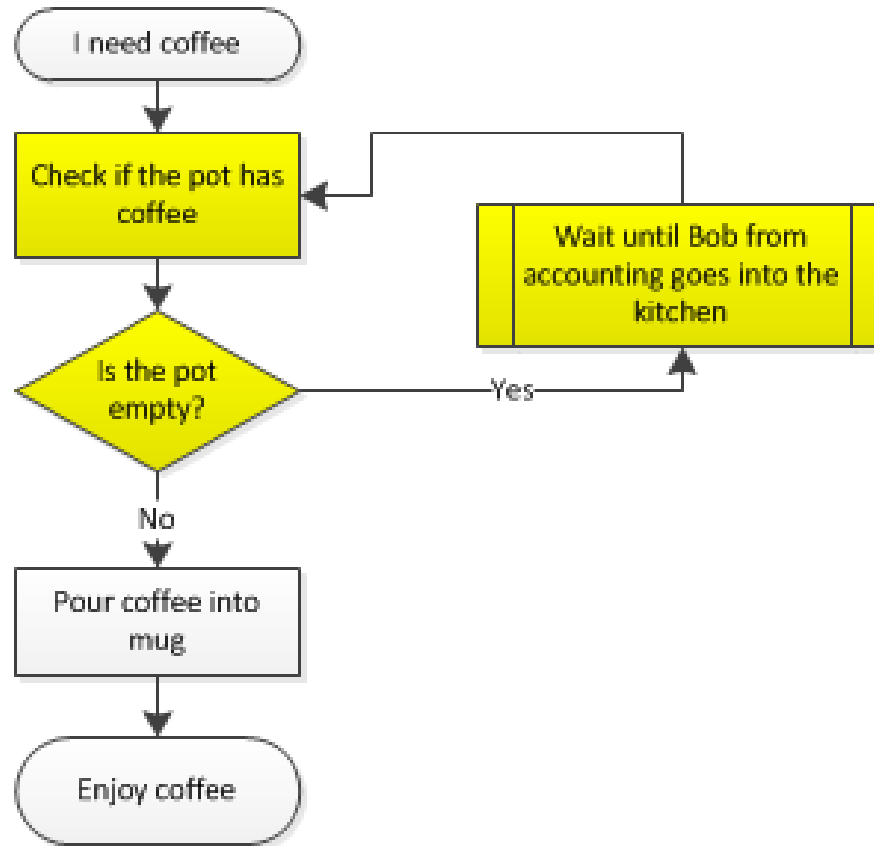 I need coffee
Check if the pot has
coffee
Wait until Bob from
accounting goes into the
kitchen
Is the pot
empty?
Yes
No
Pour coffee into
mug
Enjoy coffee